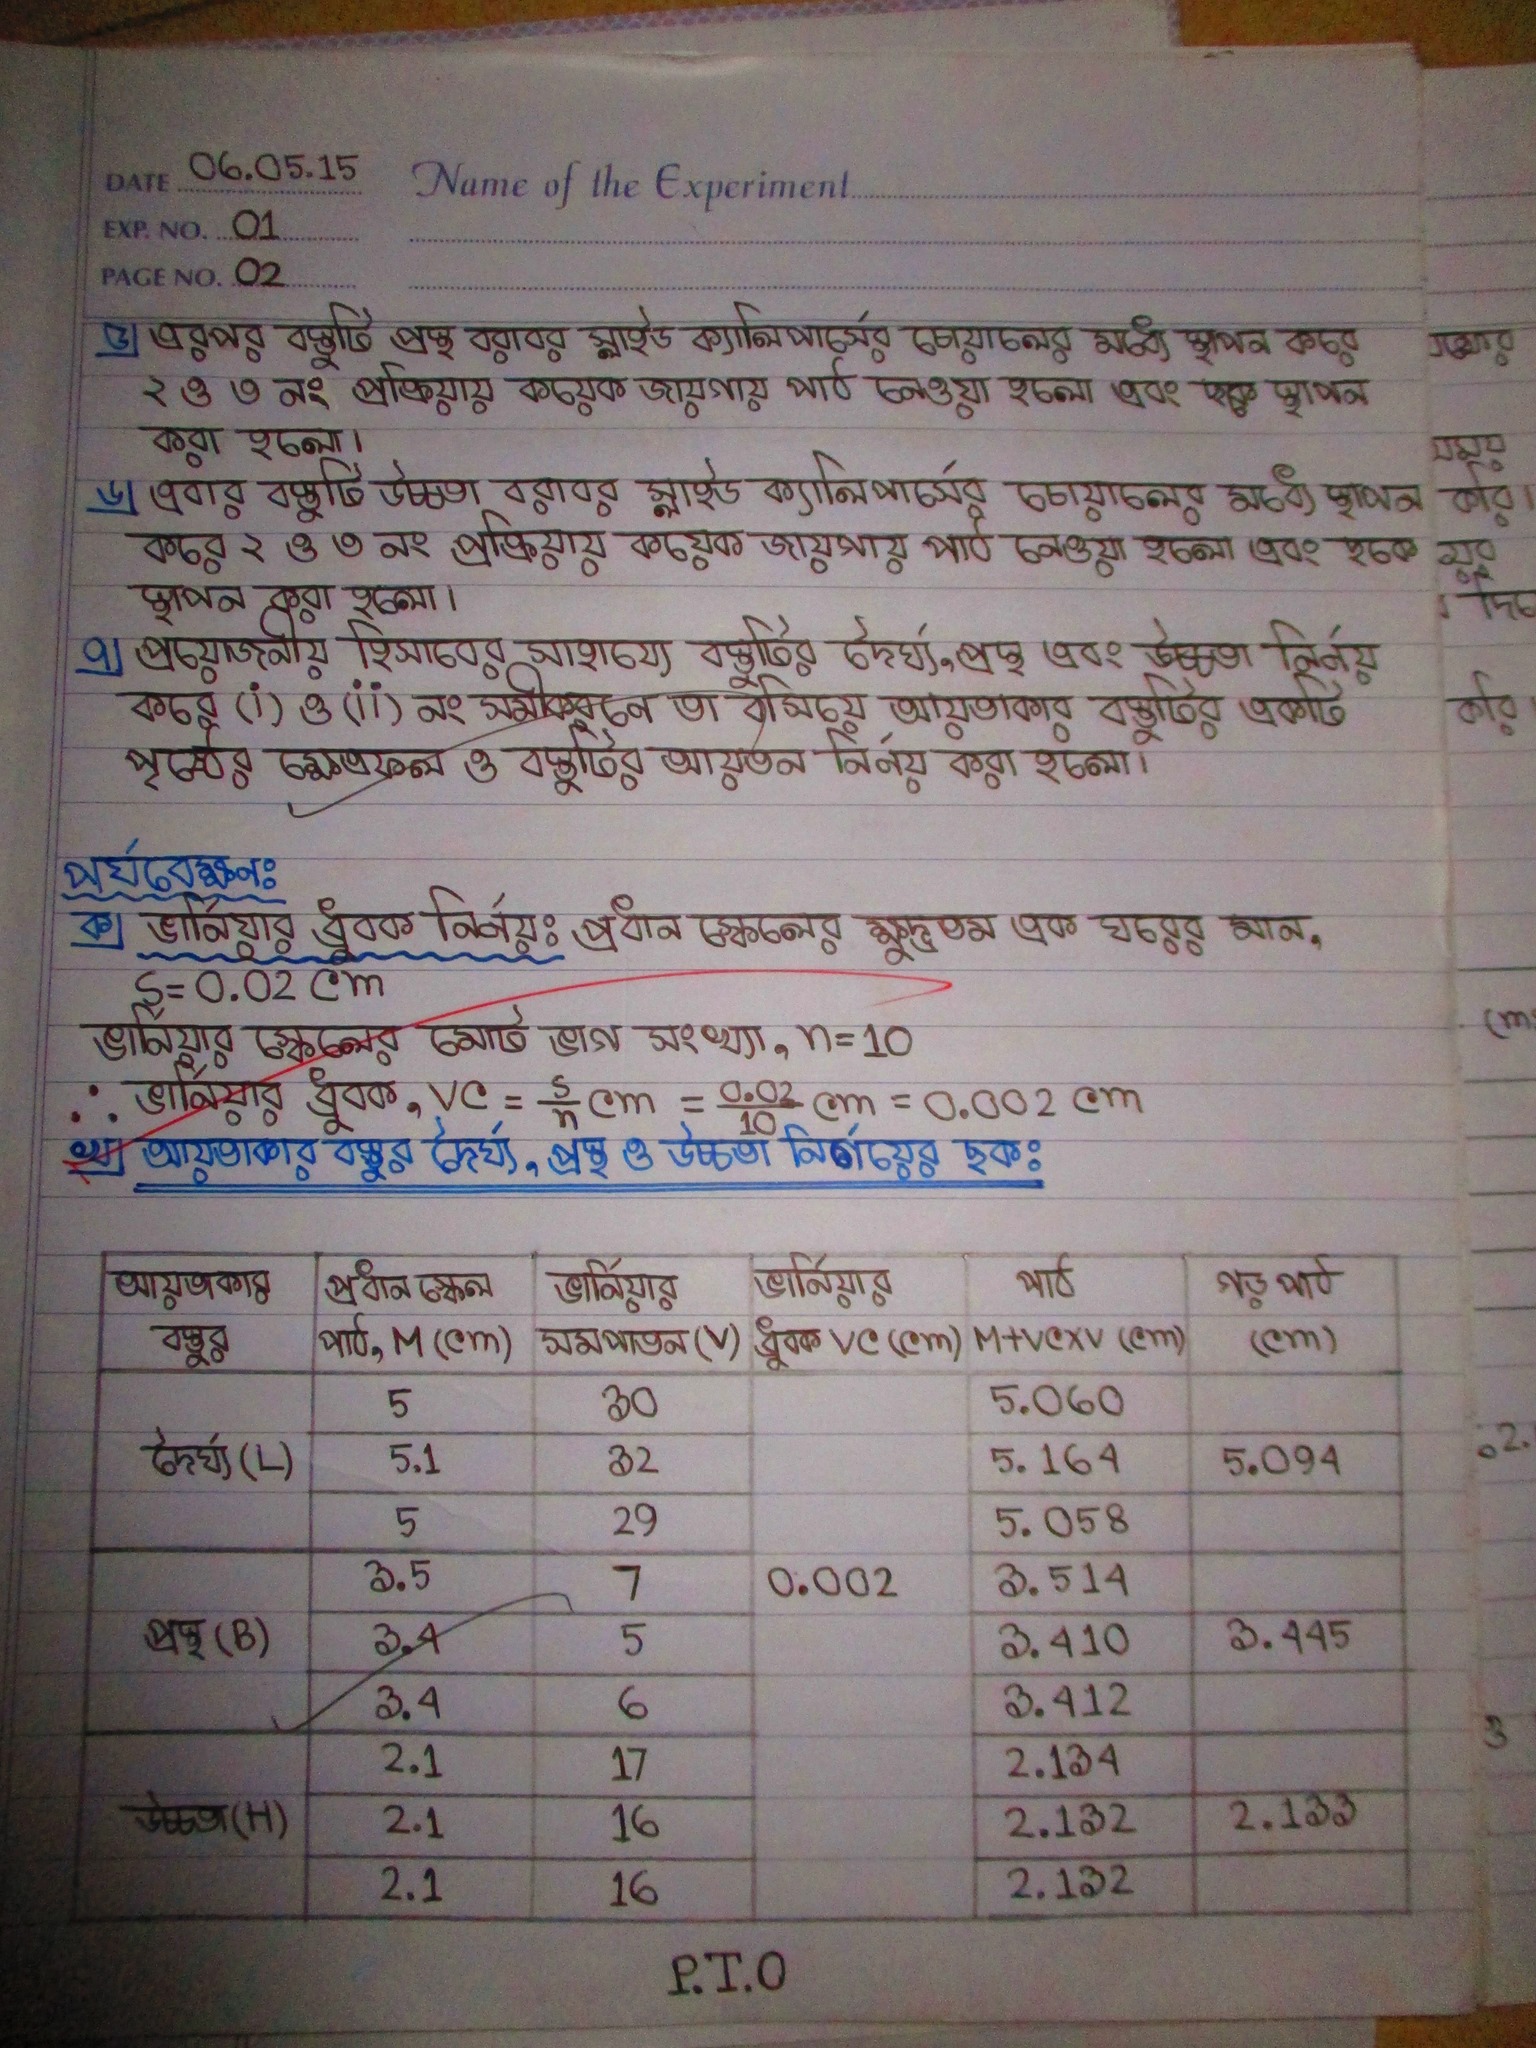 DATE 06.05.15 Name of the Experiment
EXP. NO. 01
PAGE NO. 02
৫) এরপর বস্তুটি প্রস্থ বরাবর স্লাইড ক্যালিপার্সের চোয়ালের মধ্যে স্থাপন করে
২ ও ৩ নং প্রক্রিয়ায় কয়েক জায়গায় পাঠ নেওয়া হলো এবং ছক স্থাপন
করা হলো।
৬) এবার বস্তুটি উচ্চতা বরাবর স্লাইড ক্যালিপার্সের চোয়ালের মধ্যে স্থাপন
করে ২ ও ৩ নং প্রক্রিয়ায় কয়েক জায়গায় পাঠ নেওয়া হলো এবং ছকে
স্থাপন করা হলো।
৭) প্রয়োজনীয় হিসাবের সাহায্যে বস্তুটির দৈর্ঘ্য, প্রস্থ এবং উচ্চতা নির্নয়
করে (i) ও (ii) নং সমীকরনে তা বসিয়ে আয়তাকার বস্তুটির একটি
পৃষ্ঠের ক্ষেত্রফল ও বস্তুটির আয়তন নির্নয় করা হলো।
পর্যবেক্ষনঃ
ক) ভার্নিয়ার ধ্রুবক নির্নয়ঃ প্রধান স্কেলের ক্ষুদ্রতম এক ঘরের মান,
S = 0.02 cm
ভার্নিয়ার স্কেলের মোট ভাগ সংখ্যা, n = 10
∴ ভার্নিয়ার ধ্রুবক, VC = s/n cm = 0.02/10 cm = 0.002 cm
খ) আয়তাকার বস্তুর দৈর্ঘ্য, প্রস্থ ও উচ্চতা নির্ণয়ের ছকঃ
আয়তকার বস্তুর | প্রধান স্কেল পাঠ, M (cm) | ভার্নিয়ার সমপাতন (V) | ভার্নিয়ার ধ্রুবক VC (cm) | পাঠ M+VC×V (cm) | গড় পাঠ (cm)
5 30 5.060
দৈর্ঘ্য (L) 5.1 32 5.164 5.094
5 29 5.058
3.5 7 0.002 3.514
প্রস্থ (B) 3.4 5 3.410 3.445
3.4 6 3.412
2.1 17 2.134
উচ্চতা (H) 2.1 16 2.132 2.133
2.1 16 2.132
P.T.O